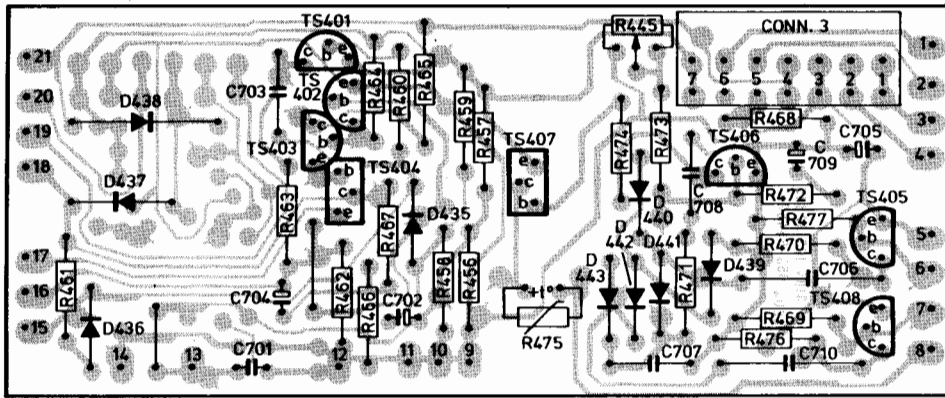 TS401
c e
b
R445
CONN. 3
1
21
TS
402
R464
R460
R465
7 6 5 4 3 2 1
2
20
D438
C703
e
b
c
R459
R457
R474
R473
R468
C705
3
19
TS403
c
b
e
TS407
TS406
C
709
4
18
TS404
e
c
b
c b e
D437
b
c
e
R463
R467
D435
D
440
C
708
R472
TS405
R477
e
b
c
5
17
D
442
D441
R470
6
16
R461
R462
R458
R466
D
443
R471
D439
C706
C704
R466
C702
+t°
TS408
7
15
D436
R475
R469
e
b
c
R476
8
14
13
C701
12
11
10
9
C707
C710